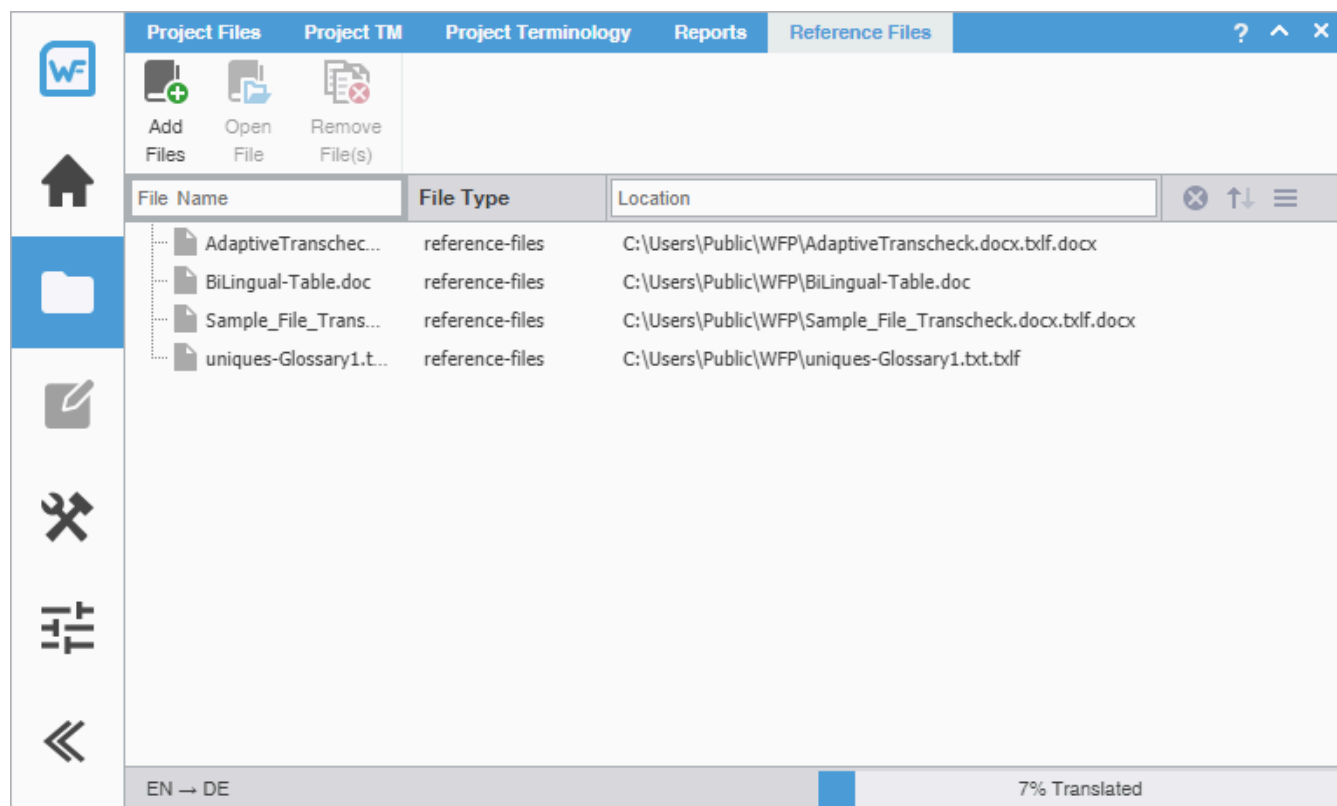 Project Files Project TM Project Terminology Reports Reference Files ?
WF
Add Files
Open File
Remove File(s)
File Name File Type Location
AdaptiveTranschec... reference-files C:\Users\Public\WFP\AdaptiveTranscheck.docx.txlf.docx
BiLingual-Table.doc reference-files C:\Users\Public\WFP\BiLingual-Table.doc
Sample_File_Trans... reference-files C:\Users\Public\WFP\Sample_File_Transcheck.docx.txlf.docx
uniques-Glossary1.t... reference-files C:\Users\Public\WFP\uniques-Glossary1.txt.txlf
EN → DE 7% Translated